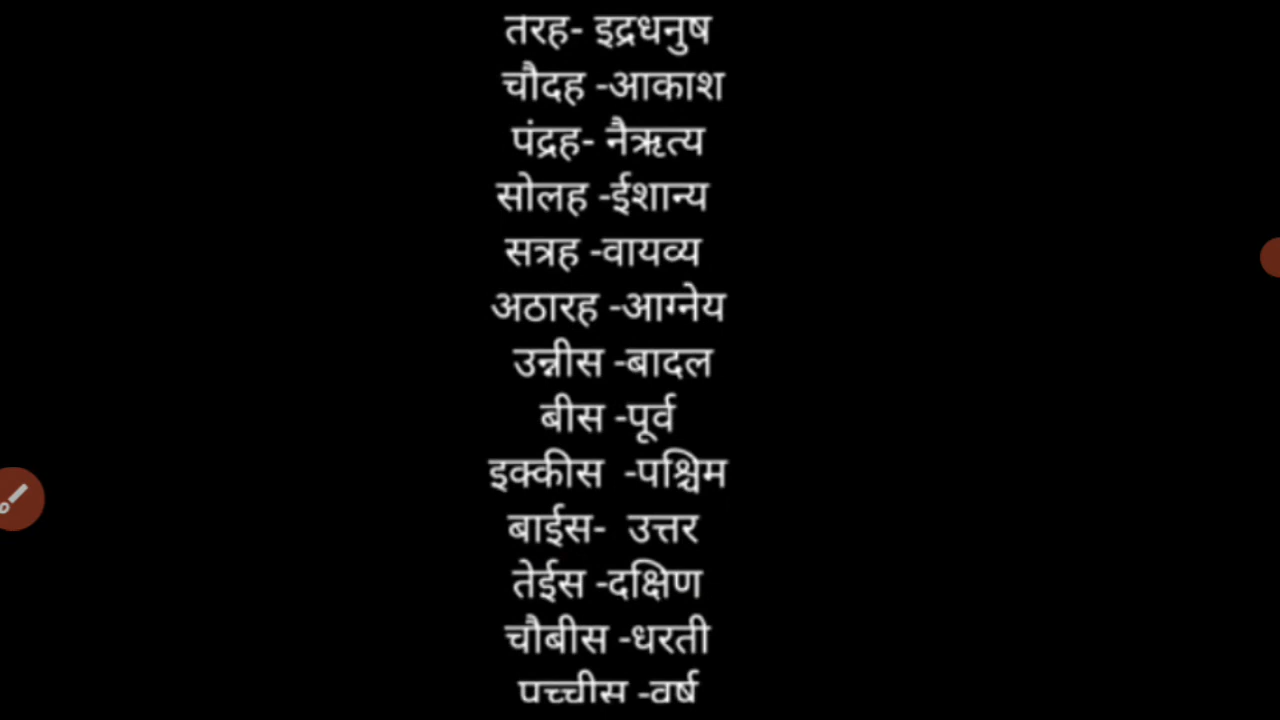 तरह- इद्रधनुष
चौदह -आकाश
पंद्रह- नैऋत्य
सोलह -ईशान्य
सत्रह -वायव्य
अठारह -आग्नेय
उन्नीस -बादल
बीस -पूर्व
इक्कीस -पश्चिम
बाईस- उत्तर
तेईस -दक्षिण
चौबीस -धरती
पच्चीस -वर्ष